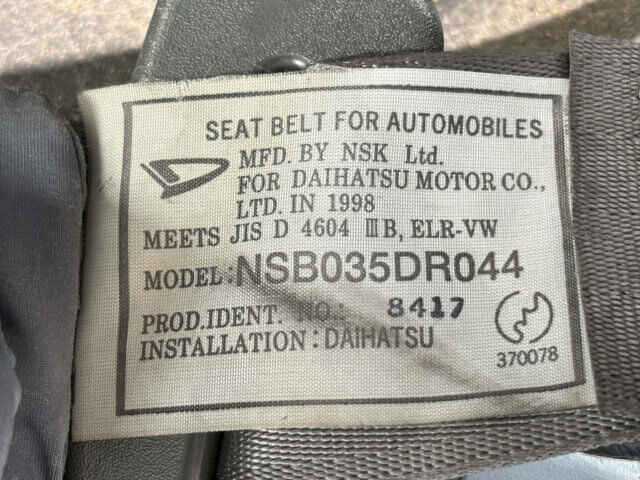 SEAT BELT FOR AUTOMOBILES
MFD. BY NSK Ltd.
FOR DAIHATSU MOTOR CO.,
LTD. IN 1998
MEETS JIS D 4604 ⅢB, ELR-VW
MODEL:NSB035DR044
PROD.IDENT. NO.: 8417
INSTALLATION : DAIHATSU
370078